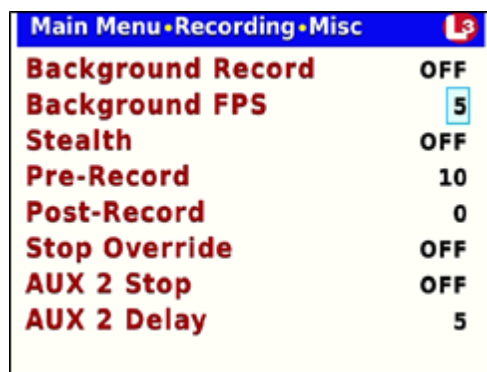 Main Menu•Recording•Misc L3
Background Record OFF
Background FPS 5
Stealth OFF
Pre-Record 10
Post-Record 0
Stop Override OFF
AUX 2 Stop OFF
AUX 2 Delay 5